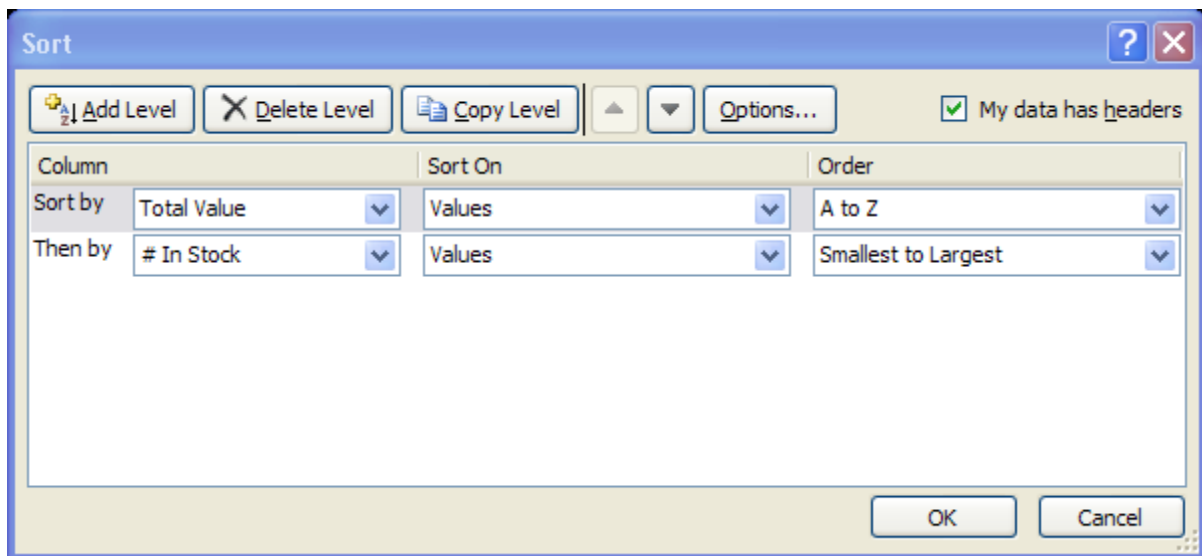 Sort
Add Level Delete Level Copy Level Options... My data has headers
Column Sort On Order
Sort by Total Value Values A to Z
Then by # In Stock Values Smallest to Largest
OK Cancel